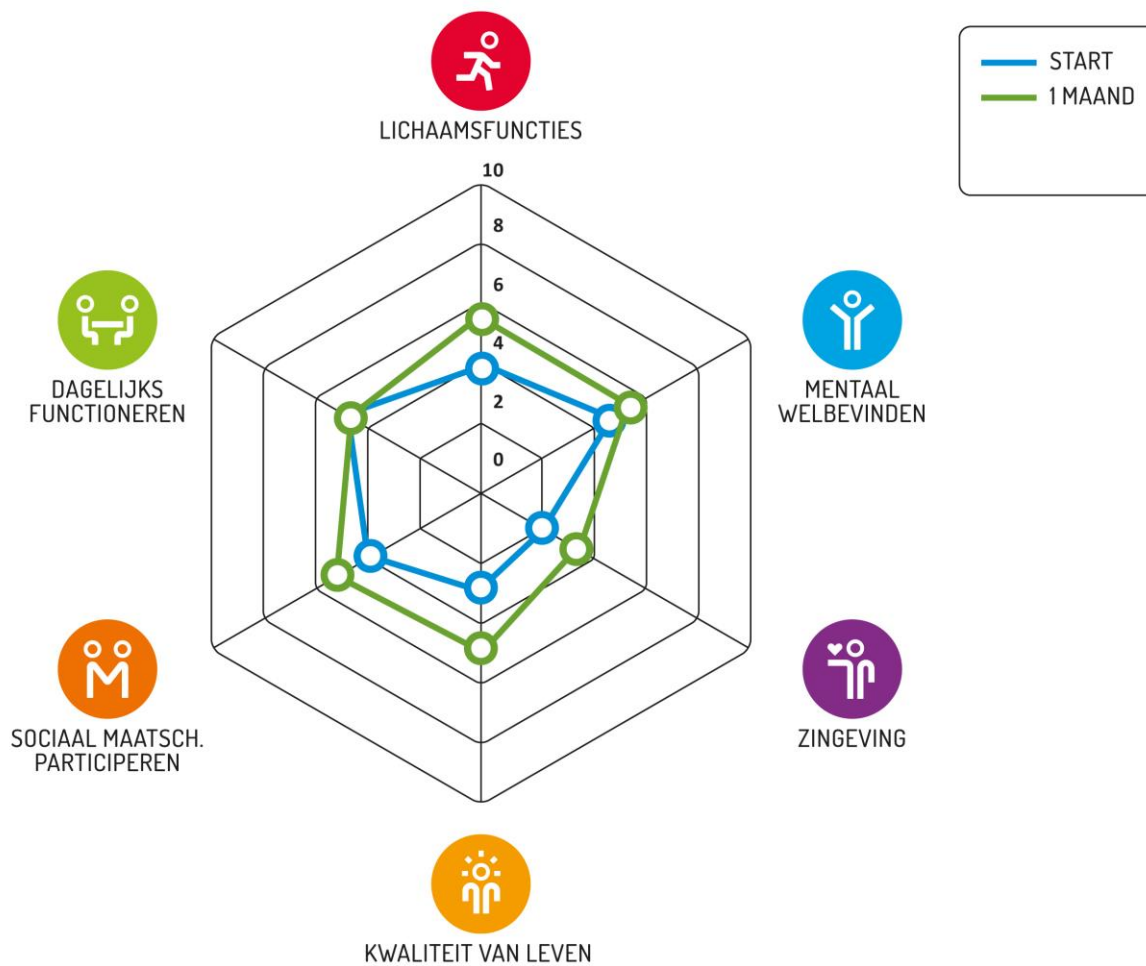 START
1 MAAND
LICHAAMSFUNCTIES
10
8
6
4
2
0
DAGELIJKS
FUNCTIONEREN
MENTAAL
WELBEVINDEN
SOCIAAL MAATSCH.
PARTICIPEREN
ZINGEVING
KWALITEIT VAN LEVEN